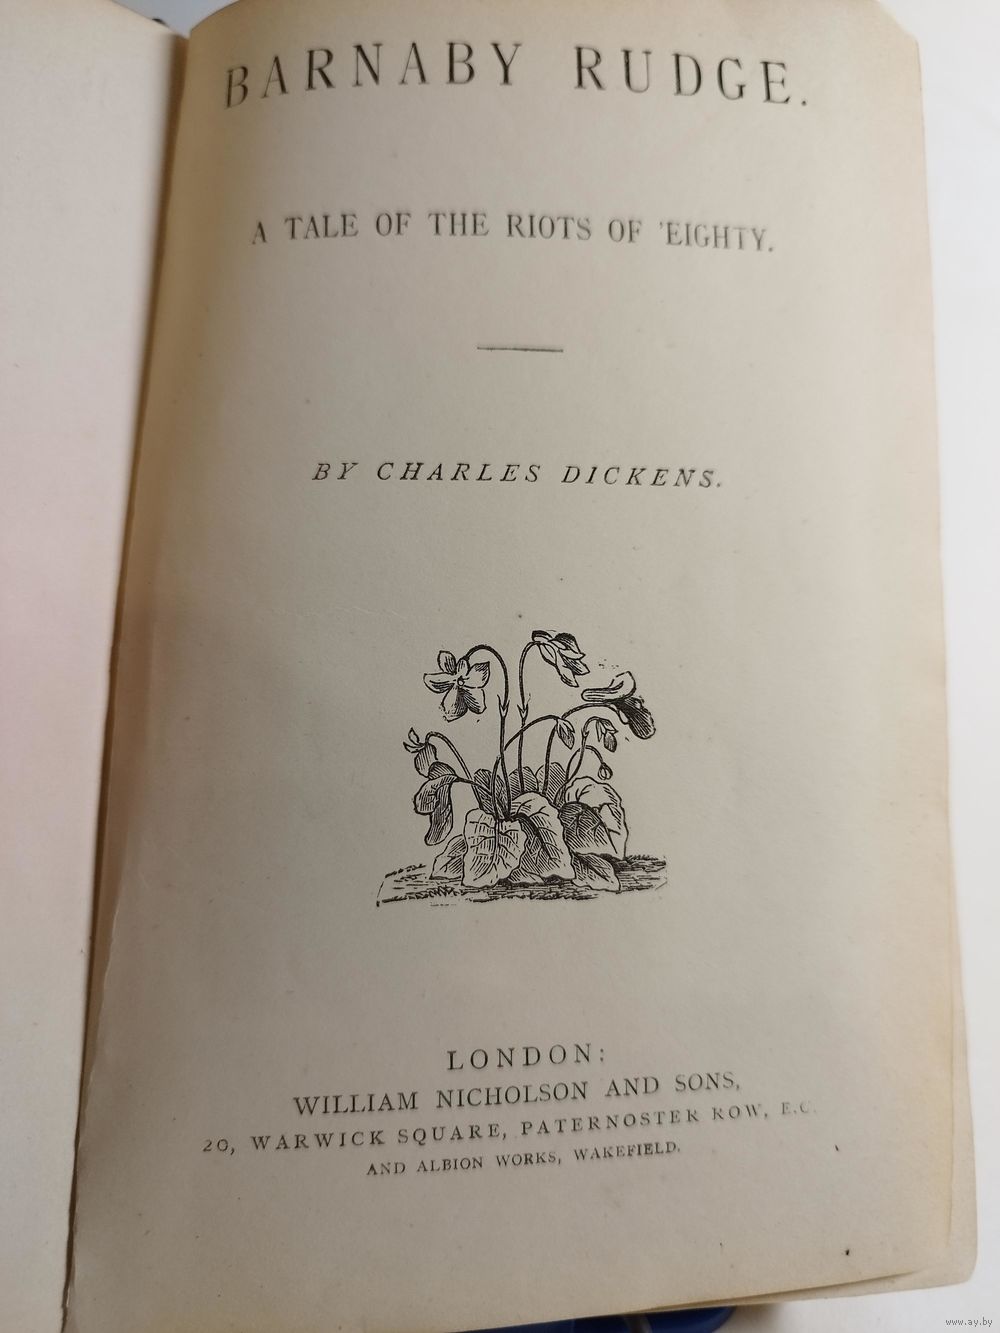 BARNABY RUDGE.
A TALE OF THE RIOTS OF 'EIGHTY.
BY CHARLES DICKENS.
LONDON:
WILLIAM NICHOLSON AND SONS,
20, WARWICK SQUARE, PATERNOSTER ROW, E.C.
AND ALBION WORKS, WAKEFIELD.
www.ay.by